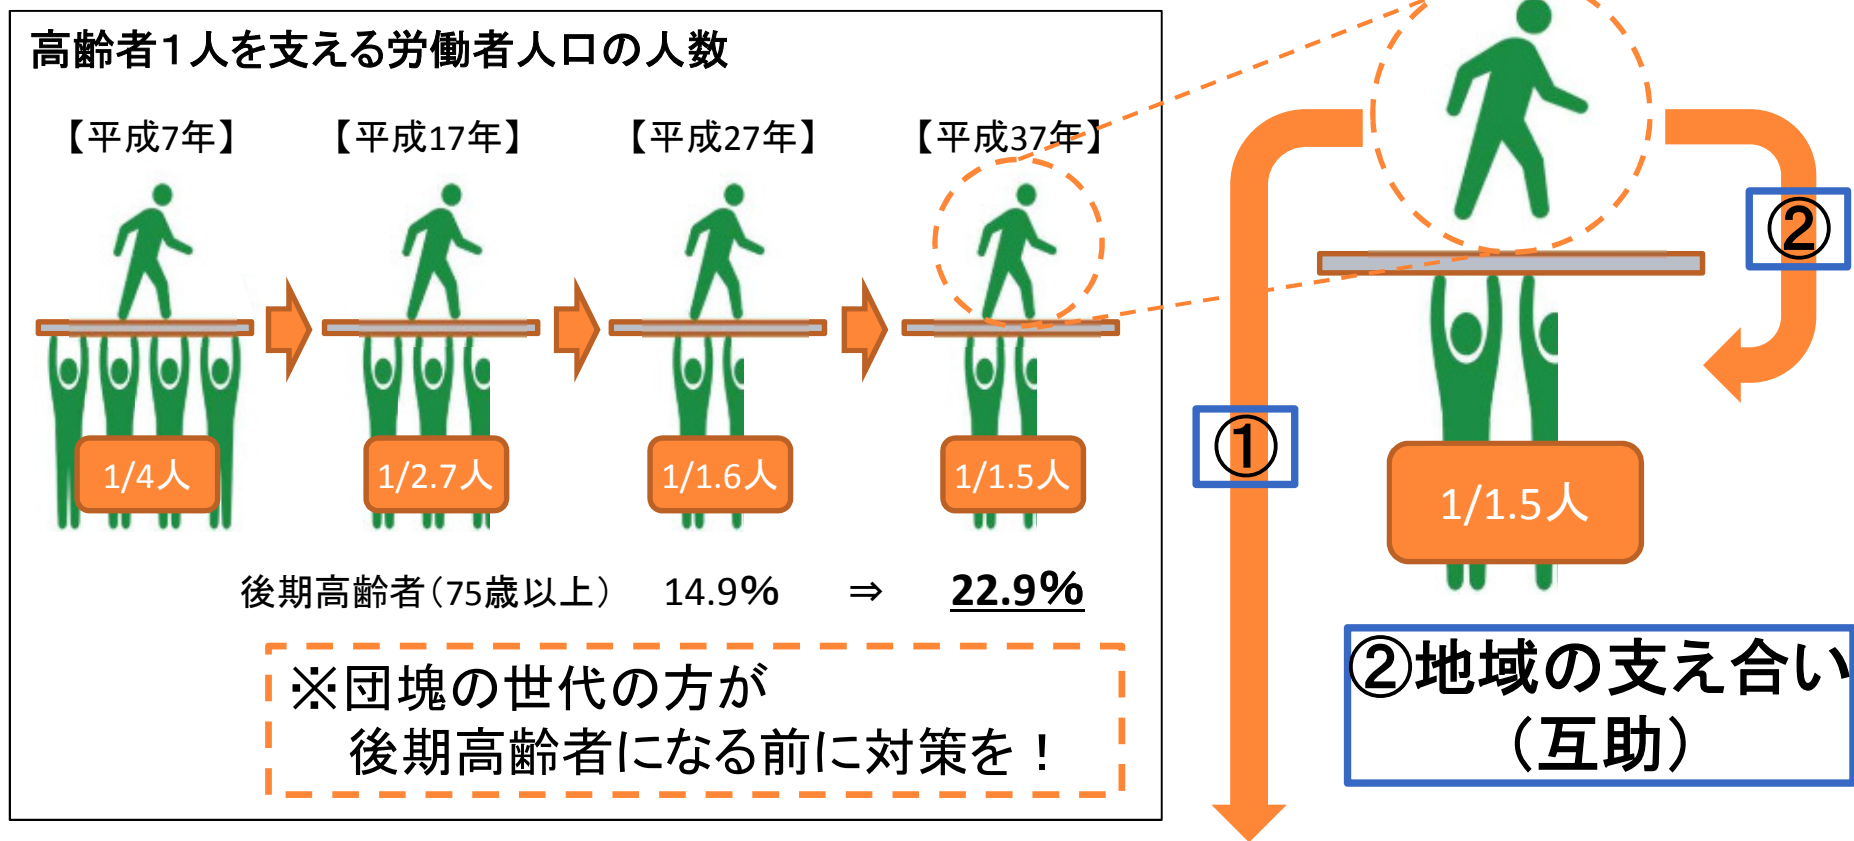 高齢者1人を支える労働者人口の人数
【平成7年】 【平成17年】 【平成27年】 【平成37年】
1/4人 1/2.7人 1/1.6人 1/1.5人
後期高齢者(75歳以上) 14.9% ⇒ 22.9%
※団塊の世代の方が
後期高齢者になる前に対策を!
①
②
1/1.5人
②地域の支え合い
(互助)